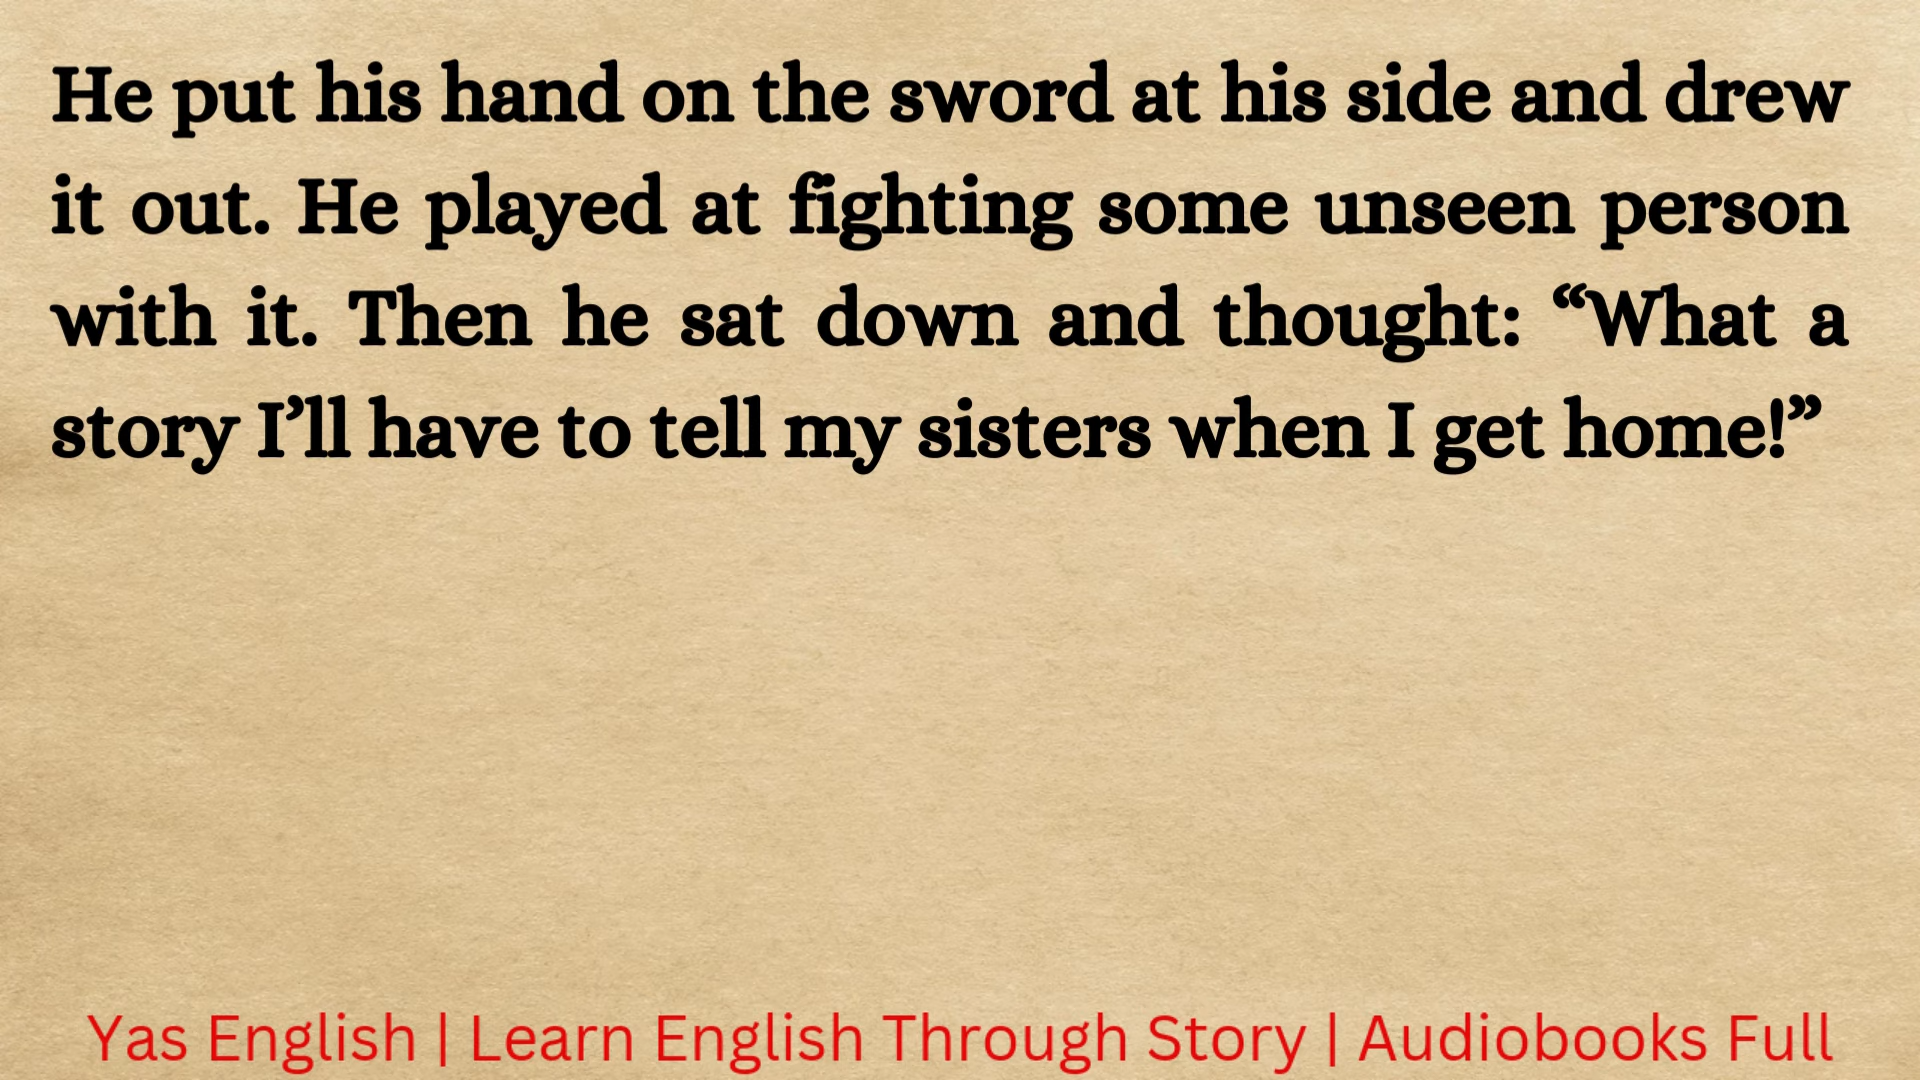 He put his hand on the sword at his side and drew
it out. He played at fighting some unseen person
with it. Then he sat down and thought: “What a
story I’ll have to tell my sisters when I get home!”
Yas English | Learn English Through Story | Audiobooks Full